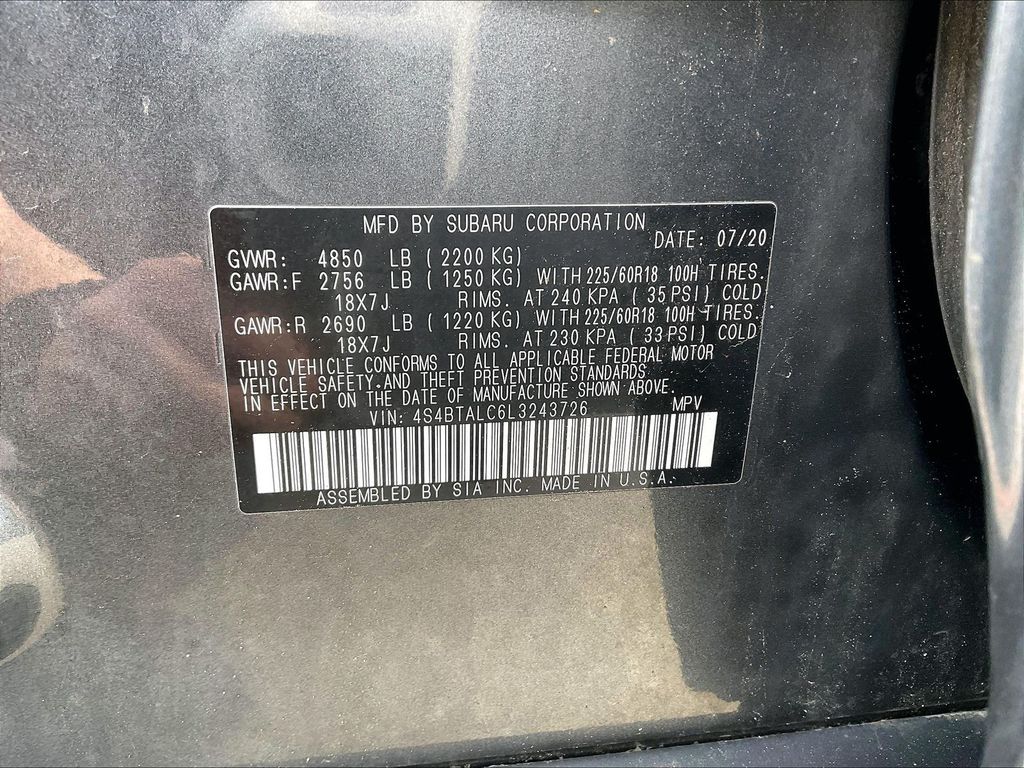 MFD BY SUBARU CORPORATION
DATE: 07/20
GVWR: 4850 LB ( 2200 KG)
GAWR:F 2756 LB ( 1250 KG) WITH 225/60R18 100H TIRES.
18X7J RIMS. AT 240 KPA ( 35 PSI) COLD
GAWR:R 2690 LB ( 1220 KG) WITH 225/60R18 100H TIRES.
18X7J RIMS. AT 230 KPA ( 33 PSI) COLD
THIS VEHICLE CONFORMS TO ALL APPLICABLE FEDERAL MOTOR
VEHICLE SAFETY.AND THEFT PREVENTION STANDARDS
IN EFFECT ON THE DATE OF MANUFACTURE SHOWN ABOVE.
VIN: 4S4BTALC6L3243726 MPV
ASSEMBLED BY SIA INC. MADE IN U.S.A.